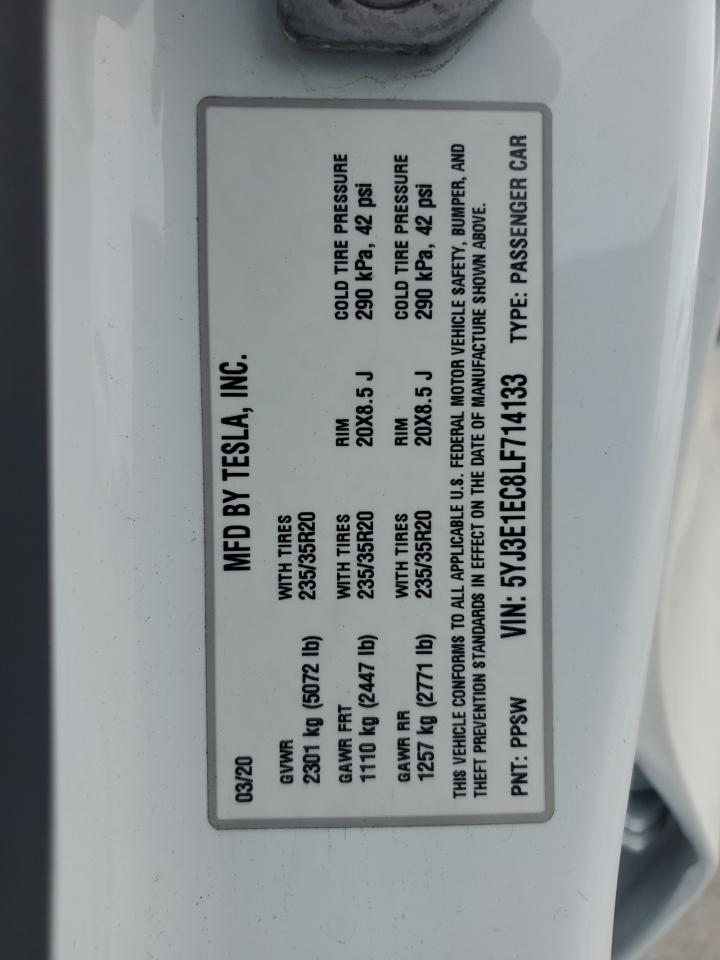 03/20 MFD BY TESLA, INC.
GVWR WITH TIRES
2301 kg (5072 lb) 235/35R20
GAWR FRT WITH TIRES RIM COLD TIRE PRESSURE
1110 kg (2447 lb) 235/35R20 20X8.5 J 290 kPa, 42 psi
GAWR RR WITH TIRES RIM COLD TIRE PRESSURE
1257 kg (2771 lb) 235/35R20 20X8.5 J 290 kPa, 42 psi
THIS VEHICLE CONFORMS TO ALL APPLICABLE U.S. FEDERAL MOTOR VEHICLE SAFETY, BUMPER, AND
THEFT PREVENTION STANDARDS IN EFFECT ON THE DATE OF MANUFACTURE SHOWN ABOVE.
PNT: PPSW VIN: 5YJ3E1EC8LF714133 TYPE: PASSENGER CAR